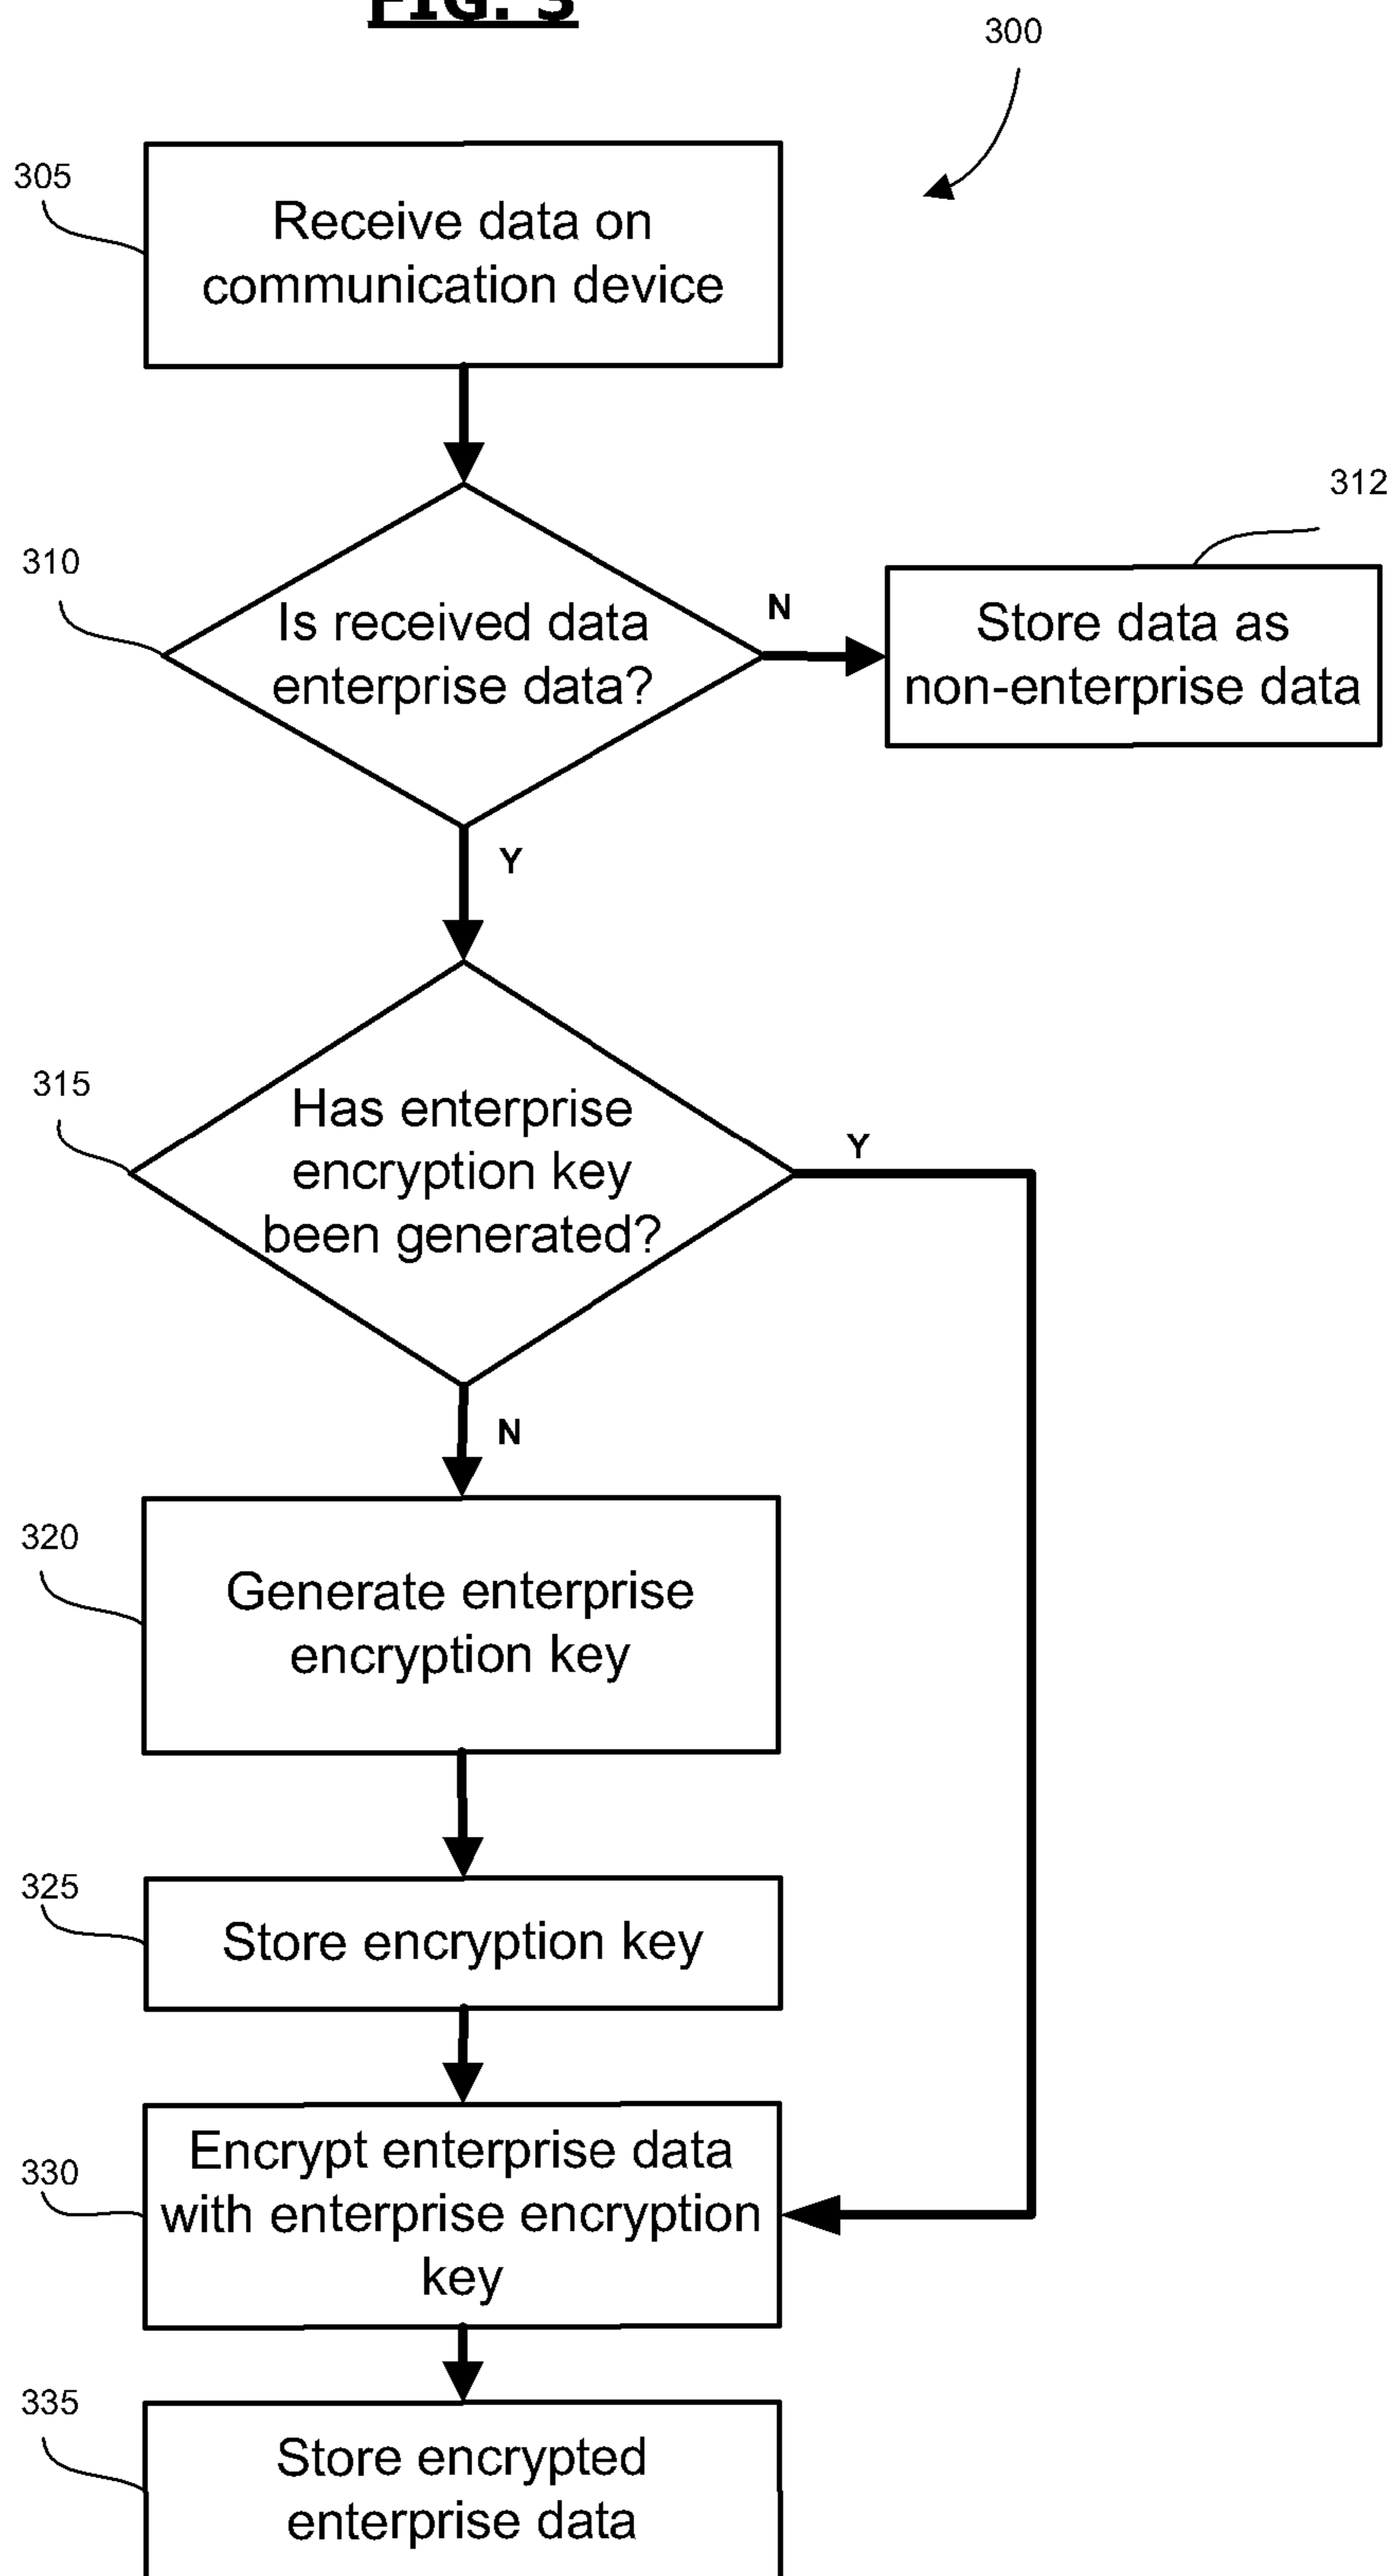 FIG. 3
300
305
Receive data on
communication device
312
310
Is received data
enterprise data?
N
Store data as
non-enterprise data
Y
315
Has enterprise
encryption key
been generated?
Y
N
320
Generate enterprise
encryption key
325
Store encryption key
330
Encrypt enterprise data
with enterprise encryption
key
335
Store encrypted
enterprise data